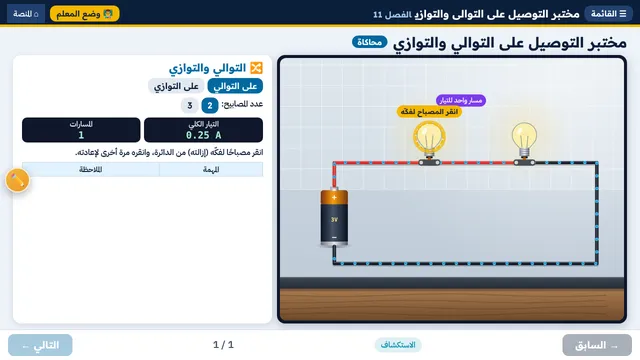 ☰ القائمة
مختبر التوصيل على التوالي والتوازي الفصل 11
وضع المعلم
⌂ المنصة
مختبر التوصيل على التوالي والتوازي محاكاة
مسار واحد للتيار
انقر المصباح لفكّه
3V
التوالي والتوازي
على التوالي على التوازي
عدد المصابيح: 2 3
التيار الكلي
0.25 A
المسارات
1
انقر مصباحًا لفكّه (إزالته) من الدائرة، وانقره مرة أخرى لإعادته.
المهمة الملاحظة
→ السابق
الاستكشاف
1 / 1
التالي ←